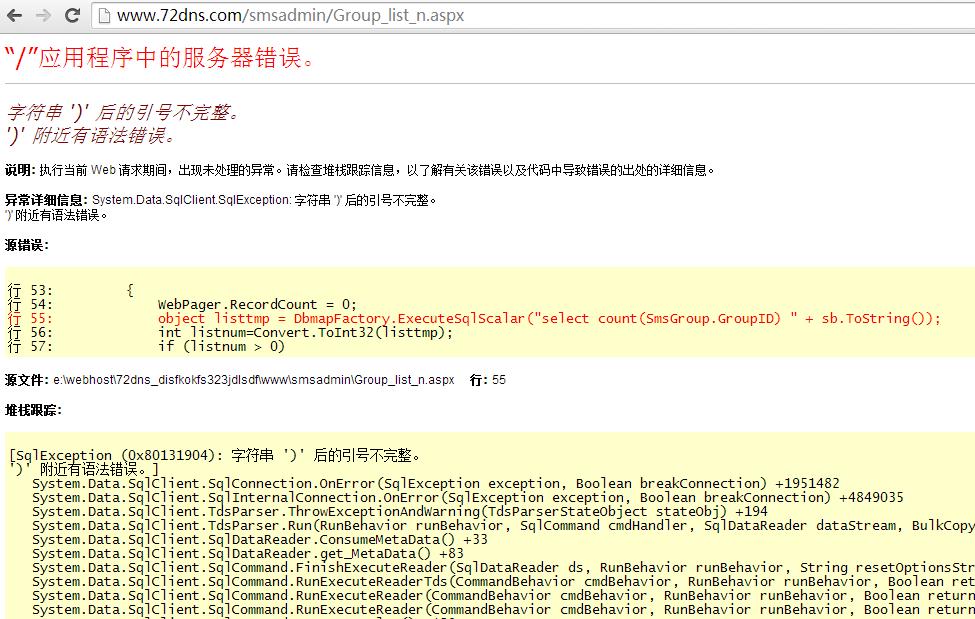 www.72dns.com/smsadmin/Group_list_n.aspx
“/”应用程序中的服务器错误。
字符串 ')' 后的引号不完整。
')' 附近有语法错误。
说明: 执行当前 Web 请求期间，出现未处理的异常。请检查堆栈跟踪信息，以了解有关该错误以及代码中导致错误的出处的详细信息。
异常详细信息: System.Data.SqlClient.SqlException: 字符串 ')' 后的引号不完整。
')' 附近有语法错误。
源错误:
行 53:         {
行 54:             WebPager.RecordCount = 0;
行 55:             object listtmp = DbmapFactory.ExecuteSqlScalar("select count(SmsGroup.GroupID) " + sb.ToString());
行 56:             int listnum=Convert.ToInt32(listtmp);
行 57:             if (listnum > 0)
源文件: e:\webhost\72dns_disfkokfs323jdlsdf\www\smsadmin\Group_list_n.aspx    行: 55
堆栈跟踪:
[SqlException (0x80131904): 字符串 ')' 后的引号不完整。
')' 附近有语法错误。]
System.Data.SqlClient.SqlConnection.OnError(SqlException exception, Boolean breakConnection) +1951482
System.Data.SqlClient.SqlInternalConnection.OnError(SqlException exception, Boolean breakConnection) +4849035
System.Data.SqlClient.TdsParser.ThrowExceptionAndWarning(TdsParserStateObject stateObj) +194
System.Data.SqlClient.TdsParser.Run(RunBehavior runBehavior, SqlCommand cmdHandler, SqlDataReader dataStream, BulkCopy
System.Data.SqlClient.SqlDataReader.ConsumeMetaData() +33
System.Data.SqlClient.SqlDataReader.get_MetaData() +83
System.Data.SqlClient.SqlCommand.FinishExecuteReader(SqlDataReader ds, RunBehavior runBehavior, String resetOptionsStr
System.Data.SqlClient.SqlCommand.RunExecuteReaderTds(CommandBehavior cmdBehavior, RunBehavior runBehavior, Boolean ret
System.Data.SqlClient.SqlCommand.RunExecuteReader(CommandBehavior cmdBehavior, RunBehavior runBehavior, Boolean return
System.Data.SqlClient.SqlCommand.RunExecuteReader(CommandBehavior cmdBehavior, RunBehavior runBehavior, Boolean return